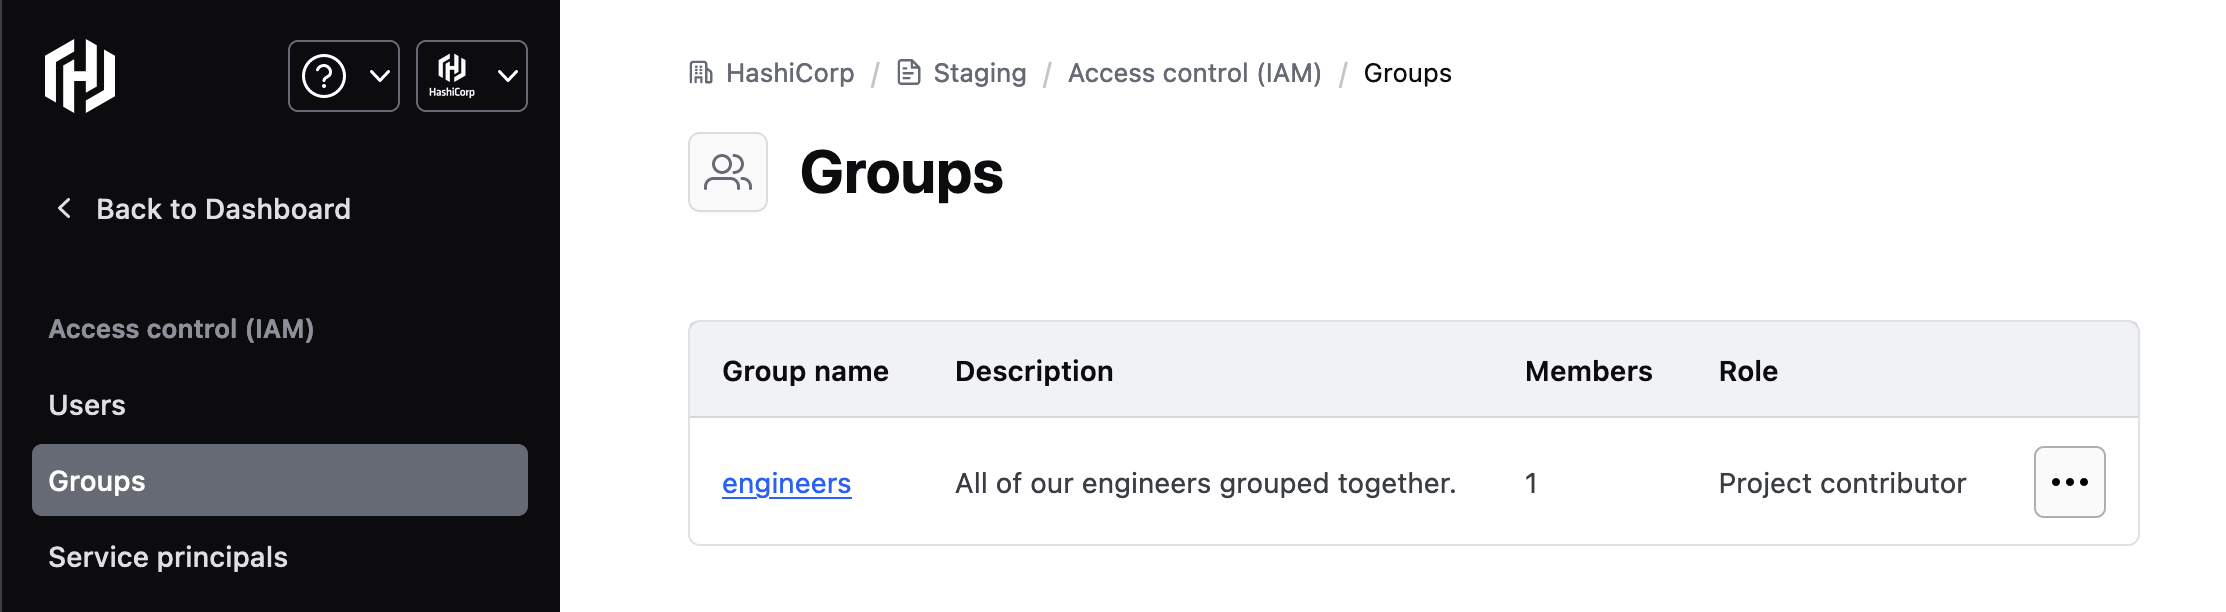 HashiCorp
Back to Dashboard
Access control (IAM)
Users
Groups
Service principals
HashiCorp / Staging / Access control (IAM) / Groups
Groups
Group name Description Members Role
engineers All of our engineers grouped together. 1 Project contributor